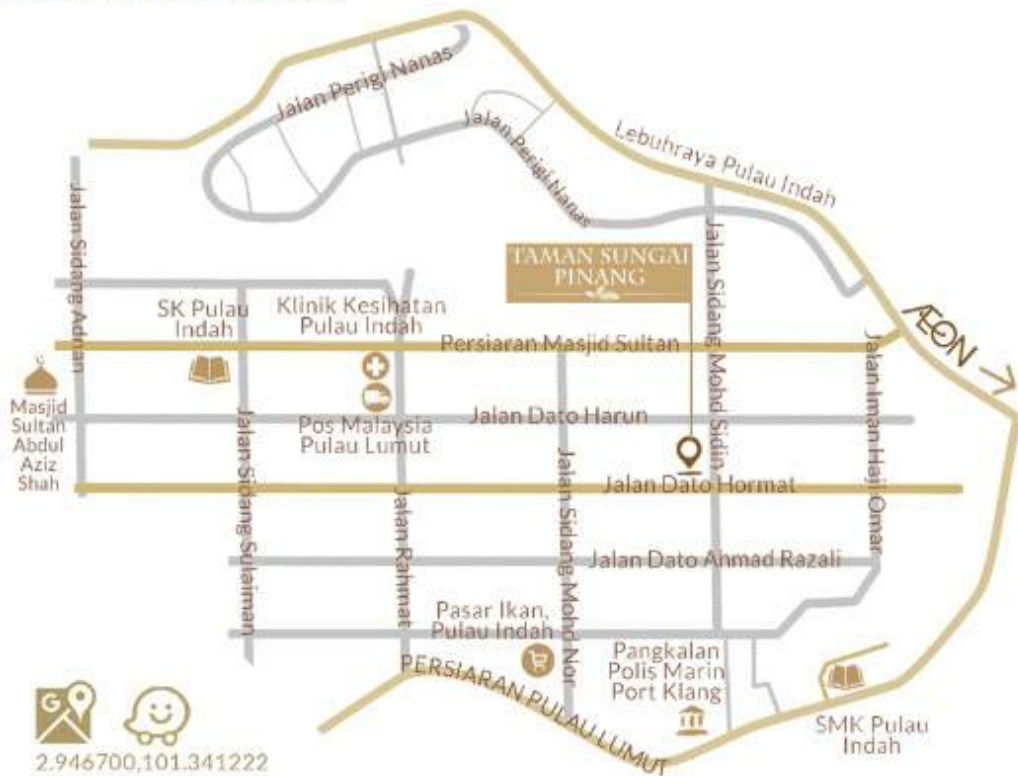 Jalan Perigi Nanas
Jalan Perigi Nanas
Lebuhraya Pulau Indah
Jalan Sidang Adnan
TAMAN SUNGAI
PINANG
Jalan Sidang Mohd Sidin
SK Pulau
Indah
Klinik Kesihatan
Pulau Indah
Persiaran Masjid Sultan
ÆON
Jalan Iman Haji Omar
Masjid
Sultan
Abdul
Aziz
Shah
Pos Malaysia
Pulau Lumut
Jalan Dato Harun
Jalan Sidang Sulaiman
Jalan Rahmat
Jalan Sidang Mohd Nor
Jalan Dato Hormat
Jalan Dato Ahmad Razali
Pasar Ikan,
Pulau Indah
Pangkalan
Polis Marin
Port Klang
PERSIARAN PULAU LUMUT
SMK Pulau
Indah
G
2.946700,101.341222